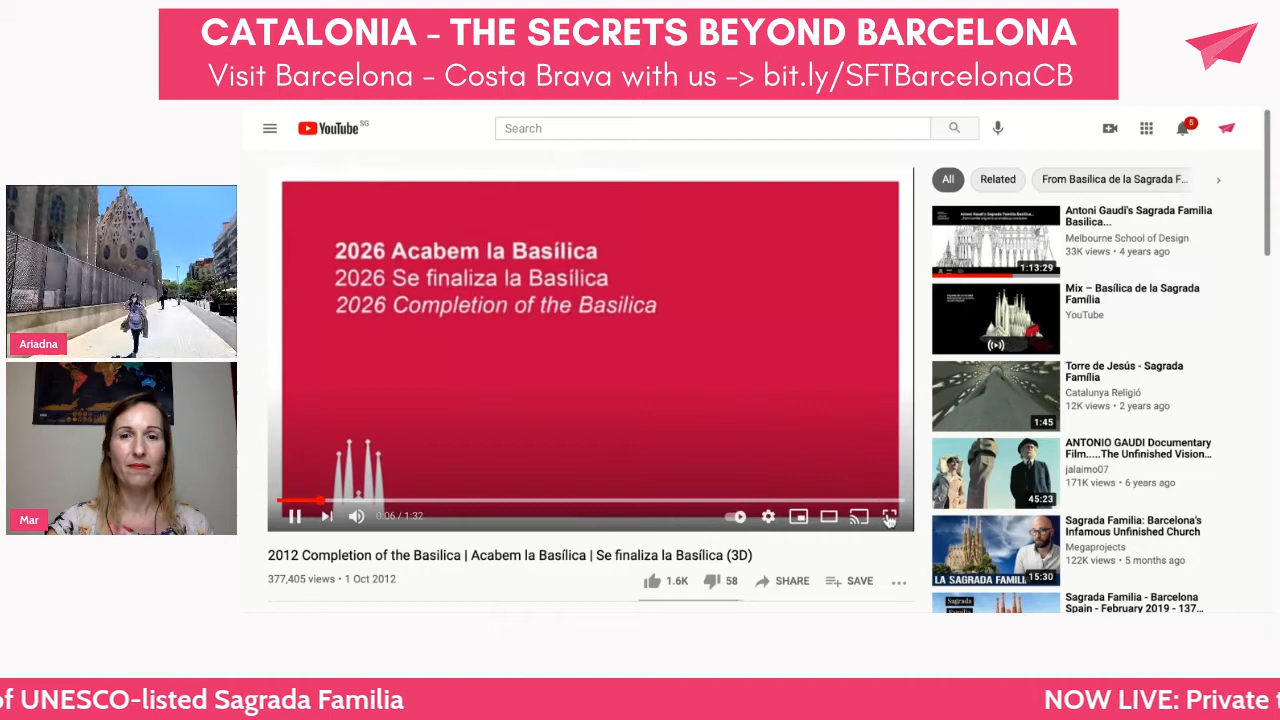 CATALONIA - THE SECRETS BEYOND BARCELONA
Visit Barcelona - Costa Brava with us -> bit.ly/SFTBarcelonaCB
YouTube SG
Search
5
All
Related
From Basílica de la Sagrada F...
2026 Acabem la Basílica
2026 Se finaliza la Basílica
2026 Completion of the Basilica
0:06 / 1:32
2012 Completion of the Basilica | Acabem la Basílica | Se finaliza la Basílica (3D)
377,405 views • 1 Oct 2012
1.6K
58
SHARE
SAVE
Ariadna
Mar
Antoni Gaudí's Sagrada Familia
Basilica...
Melbourne School of Design
33K views • 4 years ago
1:13:29
Mix – Basílica de la Sagrada
Família
YouTube
Torre de Jesús - Sagrada
Família
Catalunya Religió
12K views • 2 years ago
1:45
ANTONIO GAUDI Documentary
Film.....The Unfinished Vision...
jalaimo07
171K views • 6 years ago
45:23
Sagrada Familia: Barcelona's
Infamous Unfinished Church
Megaprojects
122K views • 5 months ago
LA SAGRADA FAMILI
15:30
Sagrada Familia - Barcelona
Spain - February 2019 - 137...
Sagrada
Familia
of UNESCO-listed Sagrada Familia
NOW LIVE: Private